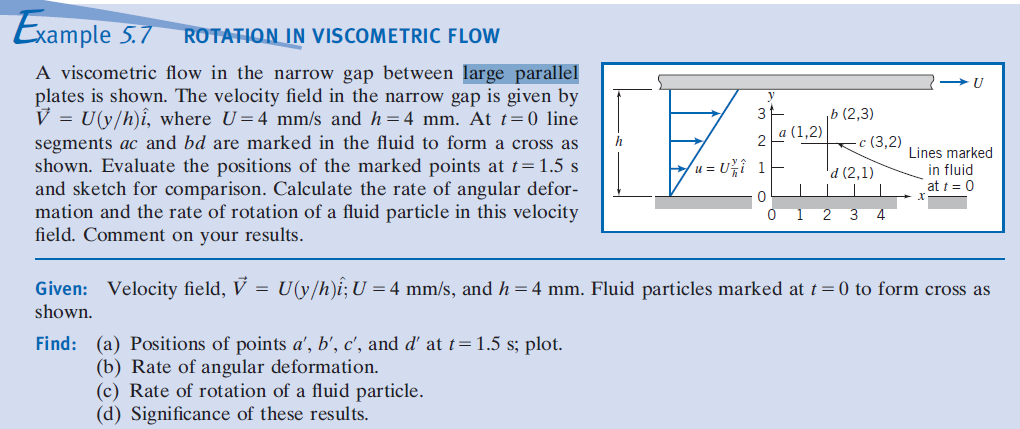 Example 5.7 ROTATION IN VISCOMETRIC FLOW
A viscometric flow in the narrow gap between large parallel
plates is shown. The velocity field in the narrow gap is given by
V⃗ = U(y/h)î, where U = 4 mm/s and h = 4 mm. At t = 0 line
segments ac and bd are marked in the fluid to form a cross as
shown. Evaluate the positions of the marked points at t = 1.5 s
and sketch for comparison. Calculate the rate of angular defor-
mation and the rate of rotation of a fluid particle in this velocity
field. Comment on your results.
U
y
h
3
2
1
0
b (2,3)
a (1,2)
c (3,2)
d (2,1)
u = U y/h î
Lines marked
in fluid
at t = 0
x
0 1 2 3 4
Given: Velocity field, V⃗ = U(y/h)î; U = 4 mm/s, and h = 4 mm. Fluid particles marked at t = 0 to form cross as
shown.
Find: (a) Positions of points a′, b′, c′, and d′ at t = 1.5 s; plot.
(b) Rate of angular deformation.
(c) Rate of rotation of a fluid particle.
(d) Significance of these results.